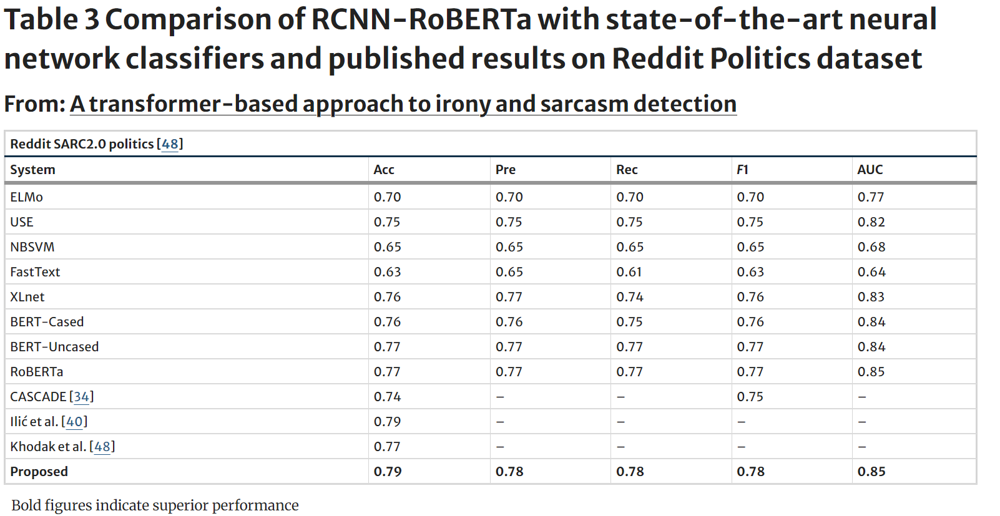 Table 3 Comparison of RCNN-RoBERTa with state-of-the-art neural
network classifiers and published results on Reddit Politics dataset
From: A transformer-based approach to irony and sarcasm detection
Reddit SARC2.0 politics [48]
System Acc Pre Rec F1 AUC
ELMo 0.70 0.70 0.70 0.70 0.77
USE 0.75 0.75 0.75 0.75 0.82
NBSVM 0.65 0.65 0.65 0.65 0.68
FastText 0.63 0.65 0.61 0.63 0.64
XLnet 0.76 0.77 0.74 0.76 0.83
BERT-Cased 0.76 0.76 0.75 0.76 0.84
BERT-Uncased 0.77 0.77 0.77 0.77 0.84
RoBERTa 0.77 0.77 0.77 0.77 0.85
CASCADE [34] 0.74 – – 0.75 –
Ilić et al. [40] 0.79 – – – –
Khodak et al. [48] 0.77 – – – –
Proposed 0.79 0.78 0.78 0.78 0.85
Bold figures indicate superior performance